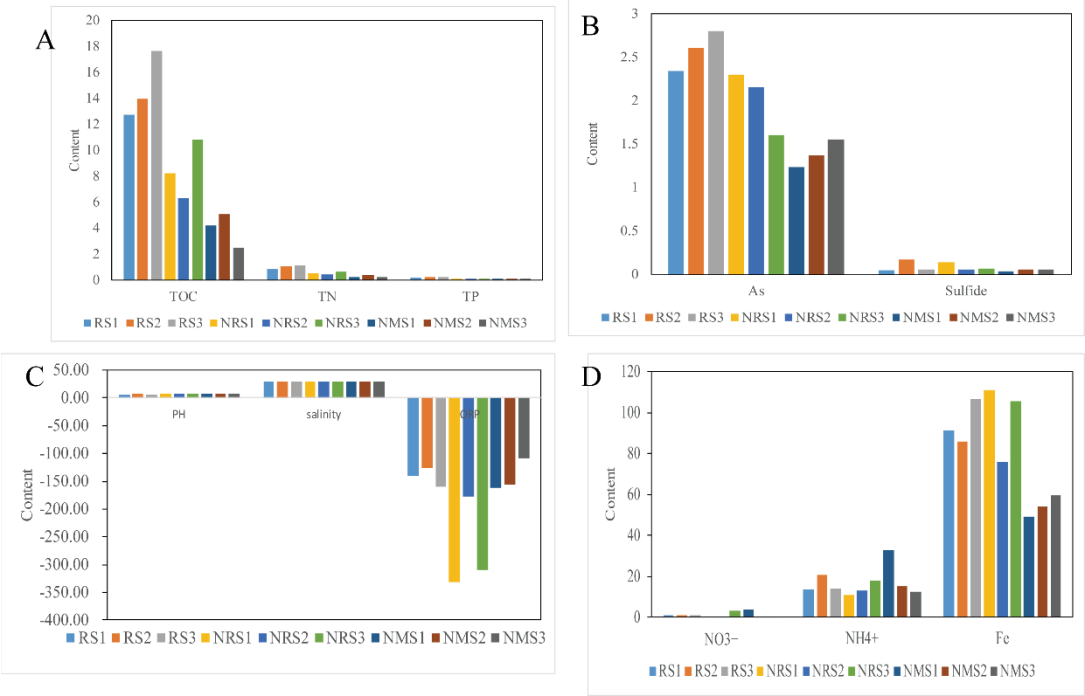 A
20
18
16
14
12
10
8
6
4
2
0
Content
TOC TN TP
RS1 RS2 RS3 NRS1 NRS2 NRS3 NMS1 NMS2 NMS3
B
3
2.5
2
1.5
1
0.5
0
Content
As Sulfide
RS1 RS2 RS3 NRS1 NRS2 NRS3 NMS1 NMS2 NMS3
C
50.00
0.00
-50.00
-100.00
-150.00
-200.00
-250.00
-300.00
-350.00
-400.00
Content
PH salinity ORP
RS1 RS2 RS3 NRS1 NRS2 NRS3 NMS1 NMS2 NMS3
D
120
100
80
60
40
20
0
Content
NO3− NH4+ Fe
RS1 RS2 RS3 NRS1 NRS2 NRS3 NMS1 NMS2 NMS3